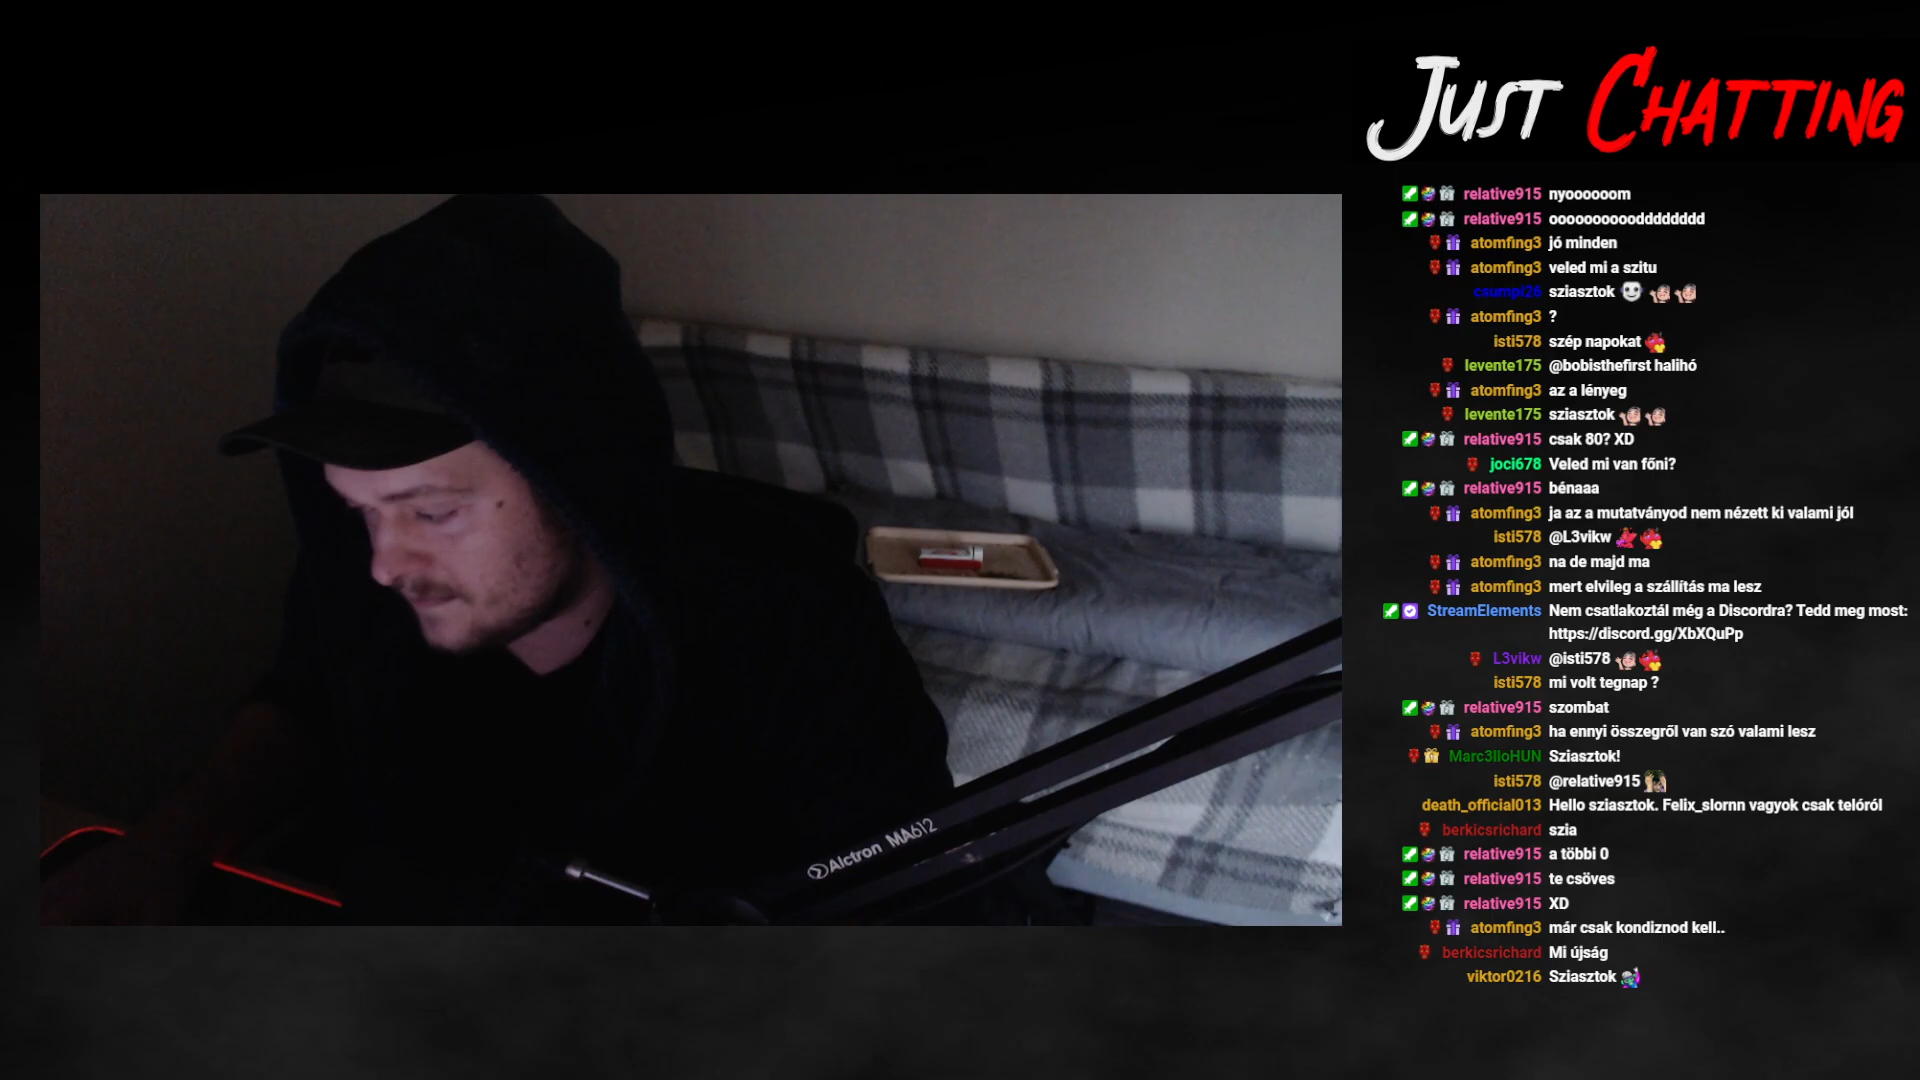 JUST CHATTING
relative915 nyoooooom
relative915 oooooooooodddddddd
atomfing3 jó minden
atomfing3 veled mi a szitu
csumpi26 sziasztok
atomfing3 ?
isti578 szép napokat
levente175 @bobisthefirst halihó
atomfing3 az a lényeg
levente175 sziasztok
relative915 csak 80? XD
joci678 Veled mi van főni?
relative915 bénaaa
atomfing3 ja az a mutatványod nem nézett ki valami jól
isti578 @L3vikw
atomfing3 na de majd ma
atomfing3 mert elvileg a szállítás ma lesz
StreamElements Nem csatlakoztál még a Discordra? Tedd meg most:
https://discord.gg/XbXQuPp
L3vikw @isti578
isti578 mi volt tegnap ?
relative915 szombat
atomfing3 ha ennyi összegről van szó valami lesz
Marc3lloHUN Sziasztok!
isti578 @relative915
death_official013 Hello sziasztok. Felix_slornn vagyok csak telóról
berkicsrichard szia
relative915 a többi 0
relative915 te csöves
relative915 XD
atomfing3 már csak kondiznod kell..
berkicsrichard Mi újság
viktor0216 Sziasztok
Alctron MA612